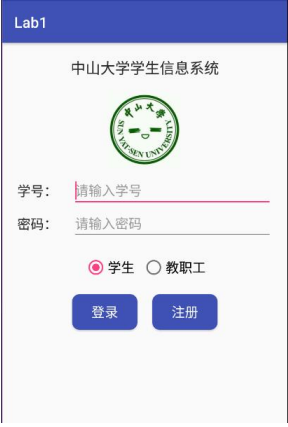 Lab1
中山大学学生信息系统
中山大学
SUN YAT-SEN UNIVERSITY
学号： 请输入学号
密码： 请输入密码
学生 教职工
登录 注册